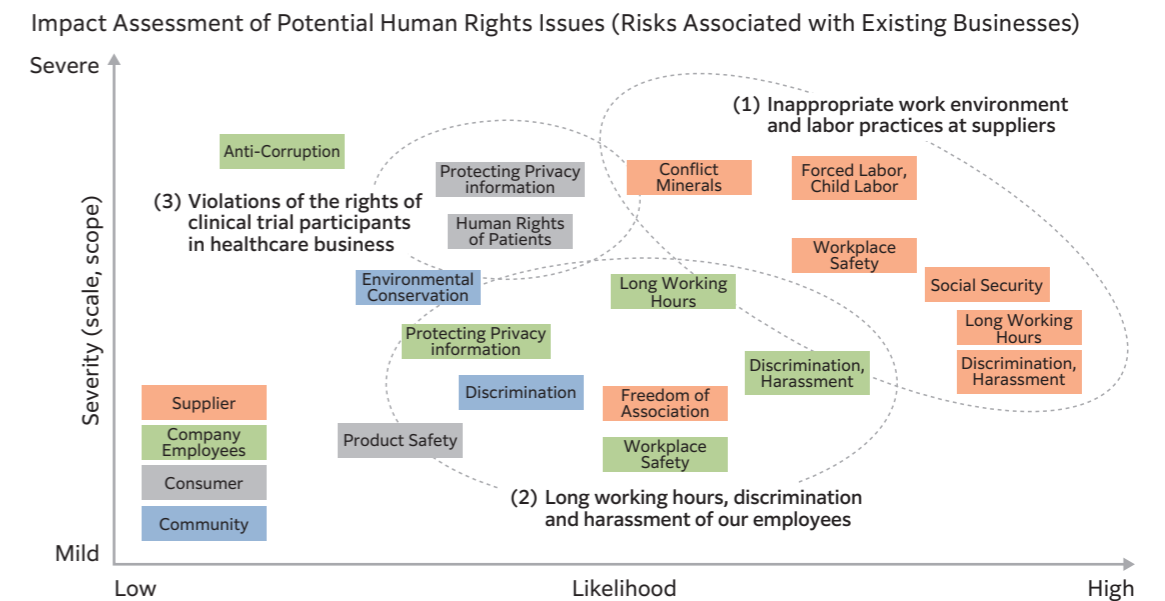 Impact Assessment of Potential Human Rights Issues (Risks Associated with Existing Businesses)
Severe
(1) Inappropriate work environment
and labor practices at suppliers
Anti-Corruption
Protecting Privacy
information
Conflict
Minerals
Forced Labor,
Child Labor
(3) Violations of the rights of
clinical trial participants
in healthcare business
Human Rights
of Patients
Workplace
Safety
Environmental
Conservation
Long Working
Hours
Social Security
Severity (scale, scope)
Protecting Privacy
information
Long Working
Hours
Discrimination,
Harassment
Discrimination,
Harassment
Discrimination
Freedom of
Association
Supplier
Company
Employees
Product Safety
Workplace
Safety
Consumer
(2) Long working hours, discrimination
and harassment of our employees
Community
Mild
Low
Likelihood
High